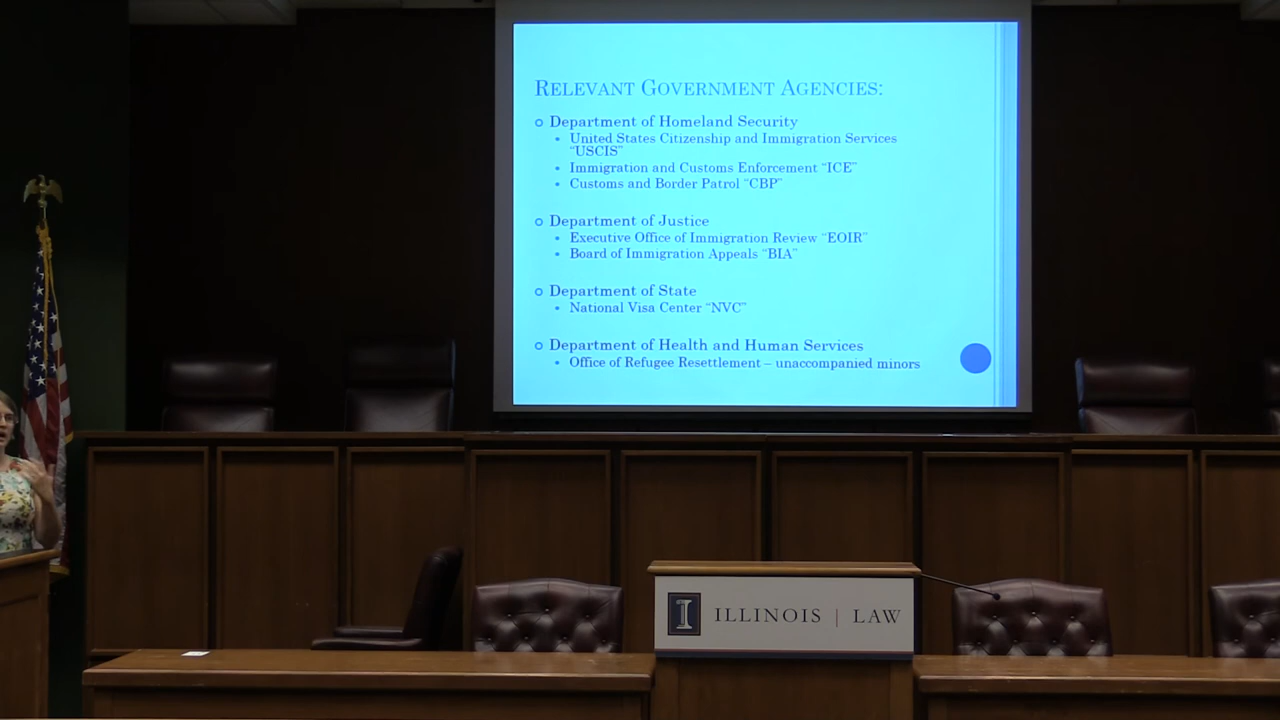 RELEVANT GOVERNMENT AGENCIES:
Department of Homeland Security
United States Citizenship and Immigration Services
“USCIS”
Immigration and Customs Enforcement “ICE”
Customs and Border Patrol “CBP”
Department of Justice
Executive Office of Immigration Review “EOIR”
Board of Immigration Appeals “BIA”
Department of State
National Visa Center “NVC”
Department of Health and Human Services
Office of Refugee Resettlement – unaccompanied minors
I ILLINOIS | LAW